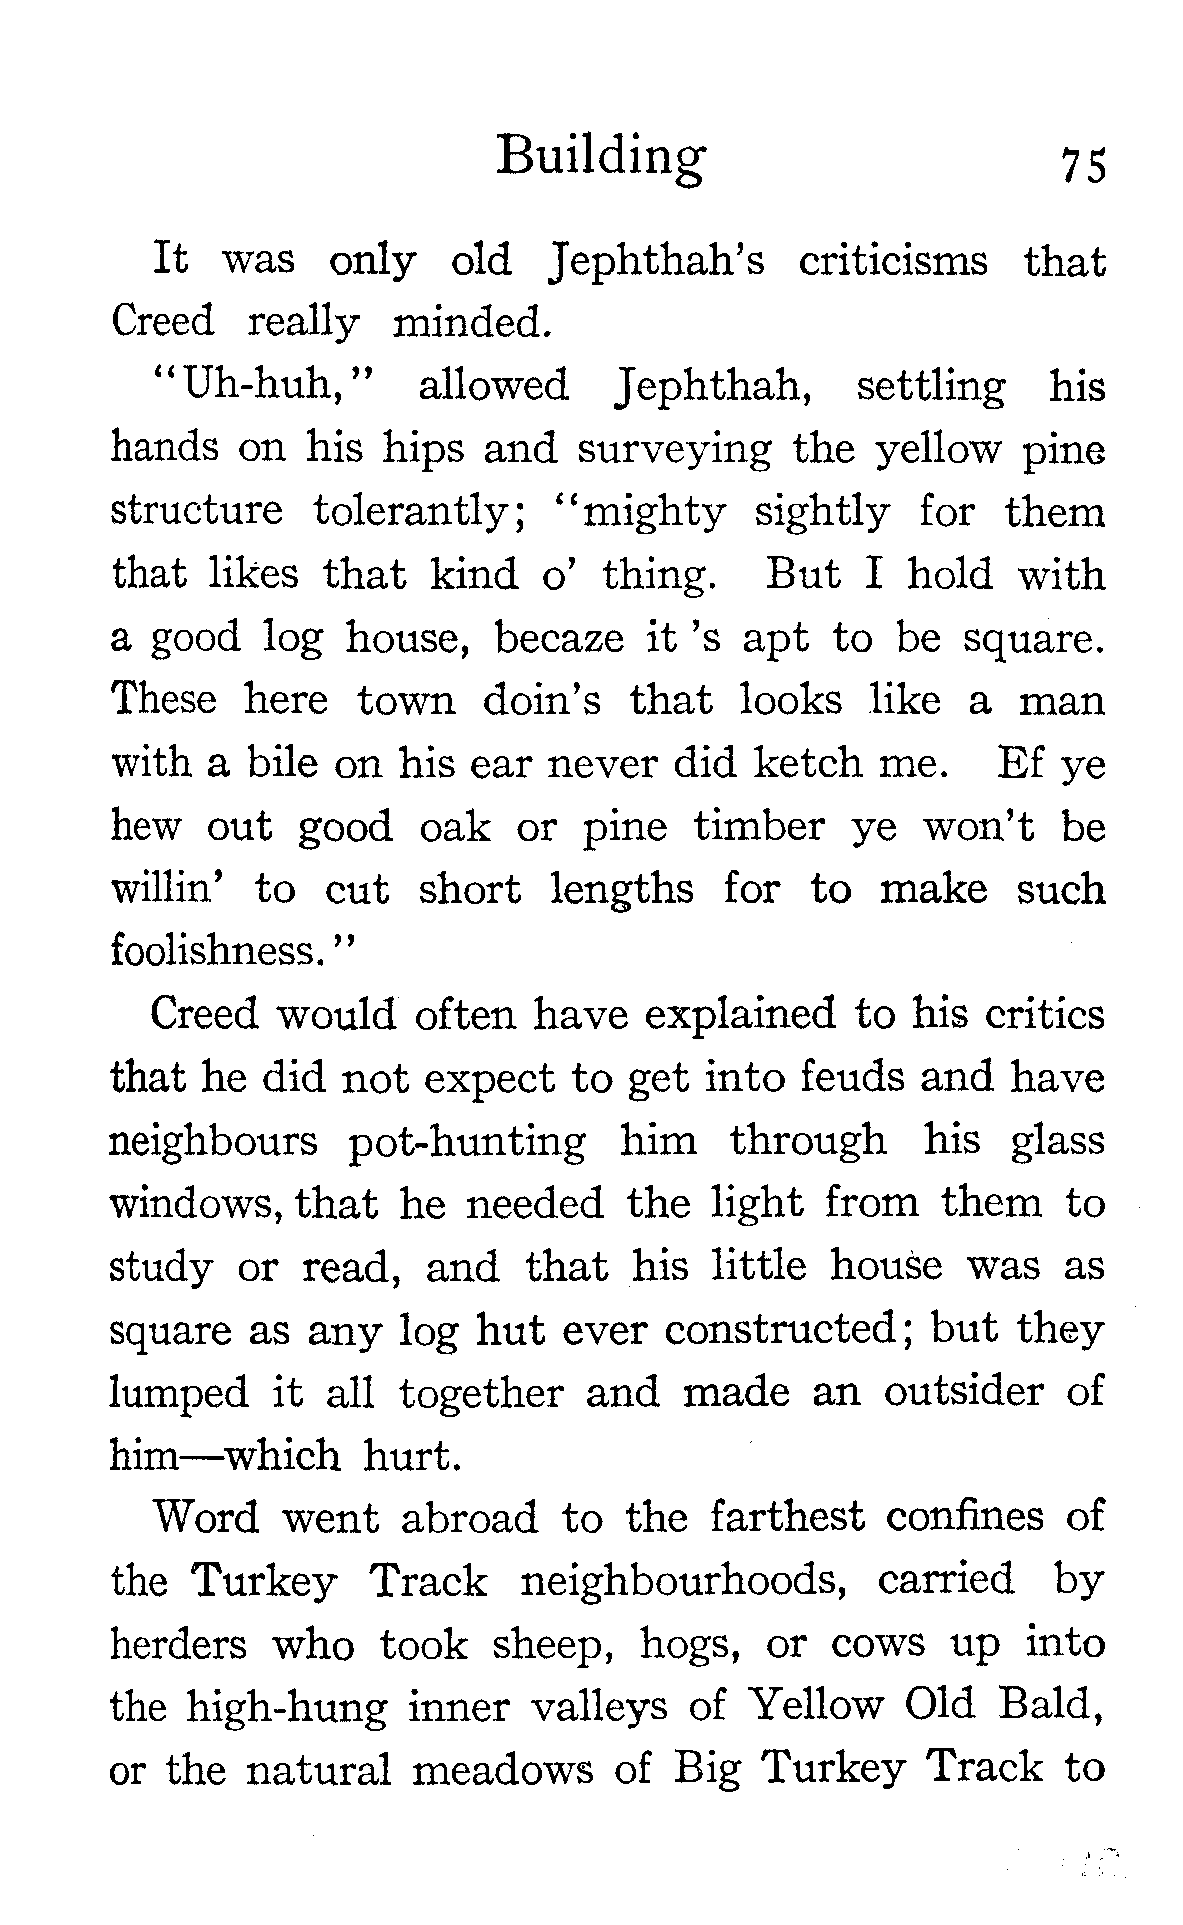 Building 75
It was only old Jephthah's criticisms that
Creed really minded.
"Uh-huh," allowed Jephthah, settling his
hands on his hips and surveying the yellow pine
structure tolerantly; "mighty sightly for them
that likes that kind o' thing. But I hold with
a good log house, becaze it 's apt to be square.
These here town doin's that looks like a man
with a bile on his ear never did ketch me. Ef ye
hew out good oak or pine timber ye won't be
willin' to cut short lengths for to make such
foolishness."
Creed would often have explained to his critics
that he did not expect to get into feuds and have
neighbours pot-hunting him through his glass
windows, that he needed the light from them to
study or read, and that his little house was as
square as any log hut ever constructed; but they
lumped it all together and made an outsider of
him—which hurt.
Word went abroad to the farthest confines of
the Turkey Track neighbourhoods, carried by
herders who took sheep, hogs, or cows up into
the high-hung inner valleys of Yellow Old Bald,
or the natural meadows of Big Turkey Track to